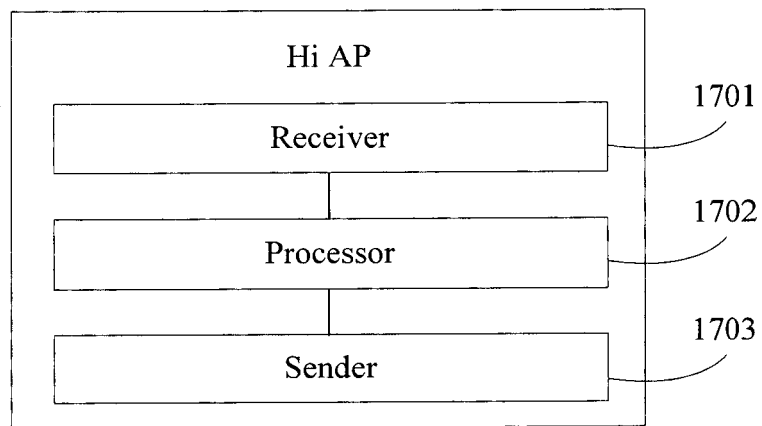 Hi AP
1701
Receiver
1702
Processor
1703
Sender